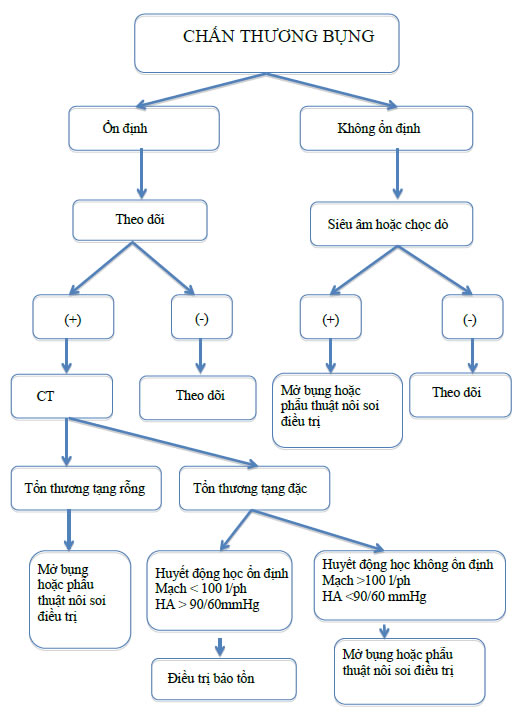 CHẤN THƯƠNG BỤNG
Ổn định
Không ổn định
Theo dõi
Siêu âm hoặc chọc dò
(+)
(-)
(+)
(-)
CT
Theo dõi
Mở bụng hoặc
phẫu thuật nôi soi
điều trị
Theo dõi
Tổn thương tạng rỗng
Tổn thương tạng đặc
Mở bụng
hoặc phẫu
thuật nôi soi
điều trị
Huyết động học ổn định
Mạch < 100 l/ph
HA > 90/60mmHg
Huyết động học không ổn định
Mạch >100 l/ph
HA <90/60 mmHg
Điều trị bảo tồn
Mở bụng hoặc phẫu
thuật nôi soi điều trị